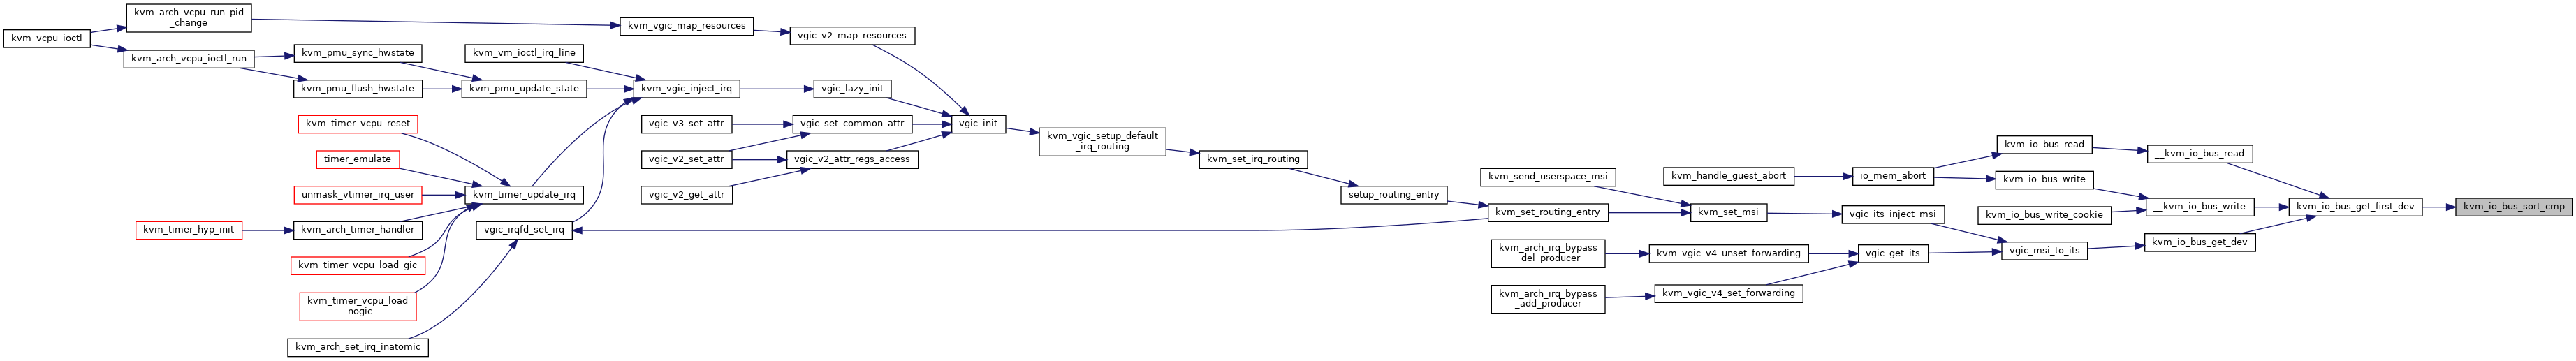 kvm_vcpu_ioctl
kvm_arch_vcpu_run_pid
_change
kvm_arch_vcpu_ioctl_run
kvm_pmu_sync_hwstate
kvm_pmu_flush_hwstate
kvm_timer_vcpu_reset
timer_emulate
unmask_vtimer_irq_user
kvm_timer_hyp_init
kvm_arch_timer_handler
kvm_timer_vcpu_load_gic
kvm_timer_vcpu_load
_nogic
kvm_arch_set_irq_inatomic
kvm_vm_ioctl_irq_line
kvm_pmu_update_state
kvm_timer_update_irq
vgic_irqfd_set_irq
kvm_vgic_map_resources
kvm_vgic_inject_irq
vgic_v3_set_attr
vgic_v2_set_attr
vgic_v2_get_attr
vgic_v2_map_resources
vgic_lazy_init
vgic_set_common_attr
vgic_v2_attr_regs_access
vgic_init
kvm_vgic_setup_default
_irq_routing
kvm_set_irq_routing
setup_routing_entry
kvm_send_userspace_msi
kvm_set_routing_entry
kvm_arch_irq_bypass
_del_producer
kvm_arch_irq_bypass
_add_producer
kvm_handle_guest_abort
kvm_set_msi
kvm_vgic_v4_unset_forwarding
kvm_vgic_v4_set_forwarding
io_mem_abort
vgic_its_inject_msi
vgic_get_its
kvm_io_bus_read
kvm_io_bus_write
kvm_io_bus_write_cookie
vgic_msi_to_its
__kvm_io_bus_read
__kvm_io_bus_write
kvm_io_bus_get_dev
kvm_io_bus_get_first_dev
kvm_io_bus_sort_cmp